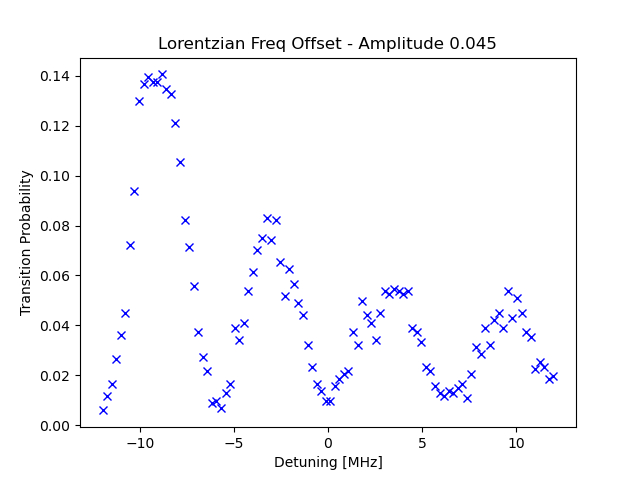 Lorentzian Freq Offset - Amplitude 0.045
0.14
0.12
0.10
0.08
0.06
0.04
0.02
0.00
Transition Probability
−10 −5 0 5 10
Detuning [MHz]